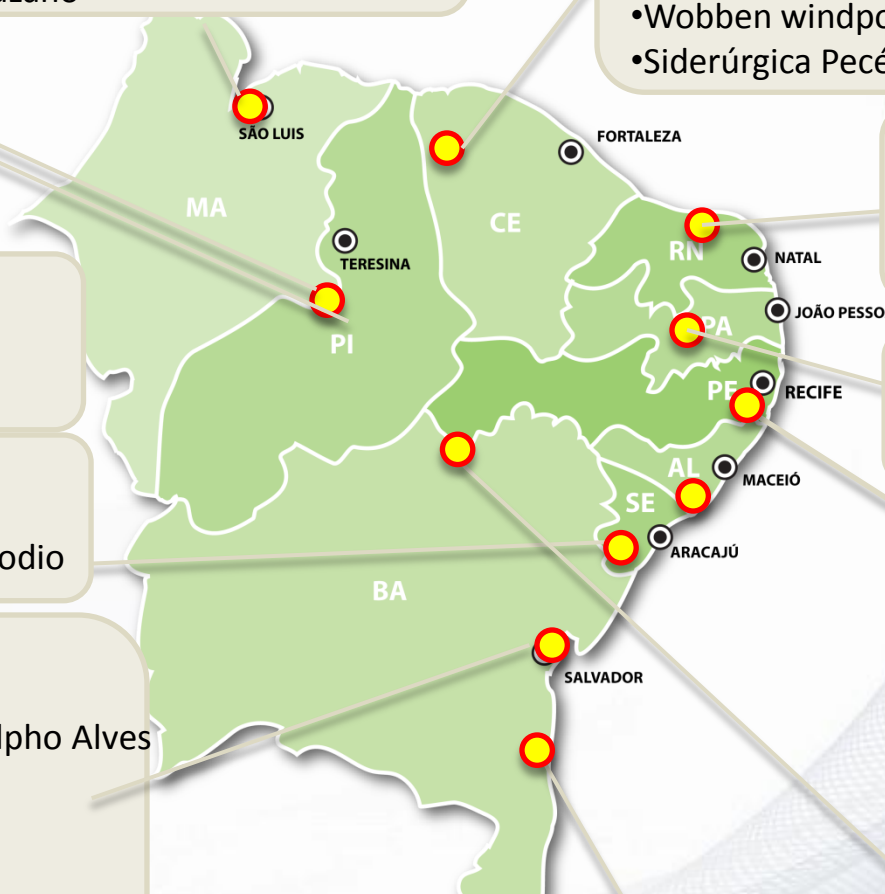 •Wobben windpo
•Siderúrgica Pecé
SÃO LUIS
FORTALEZA
MA
CE
TERESINA
RN
NATAL
PI
PA
JOÃO PESSO
PE
RECIFE
AL
MACEIÓ
SE
odio
ARACAJÚ
BA
SALVADOR
lpho Alves